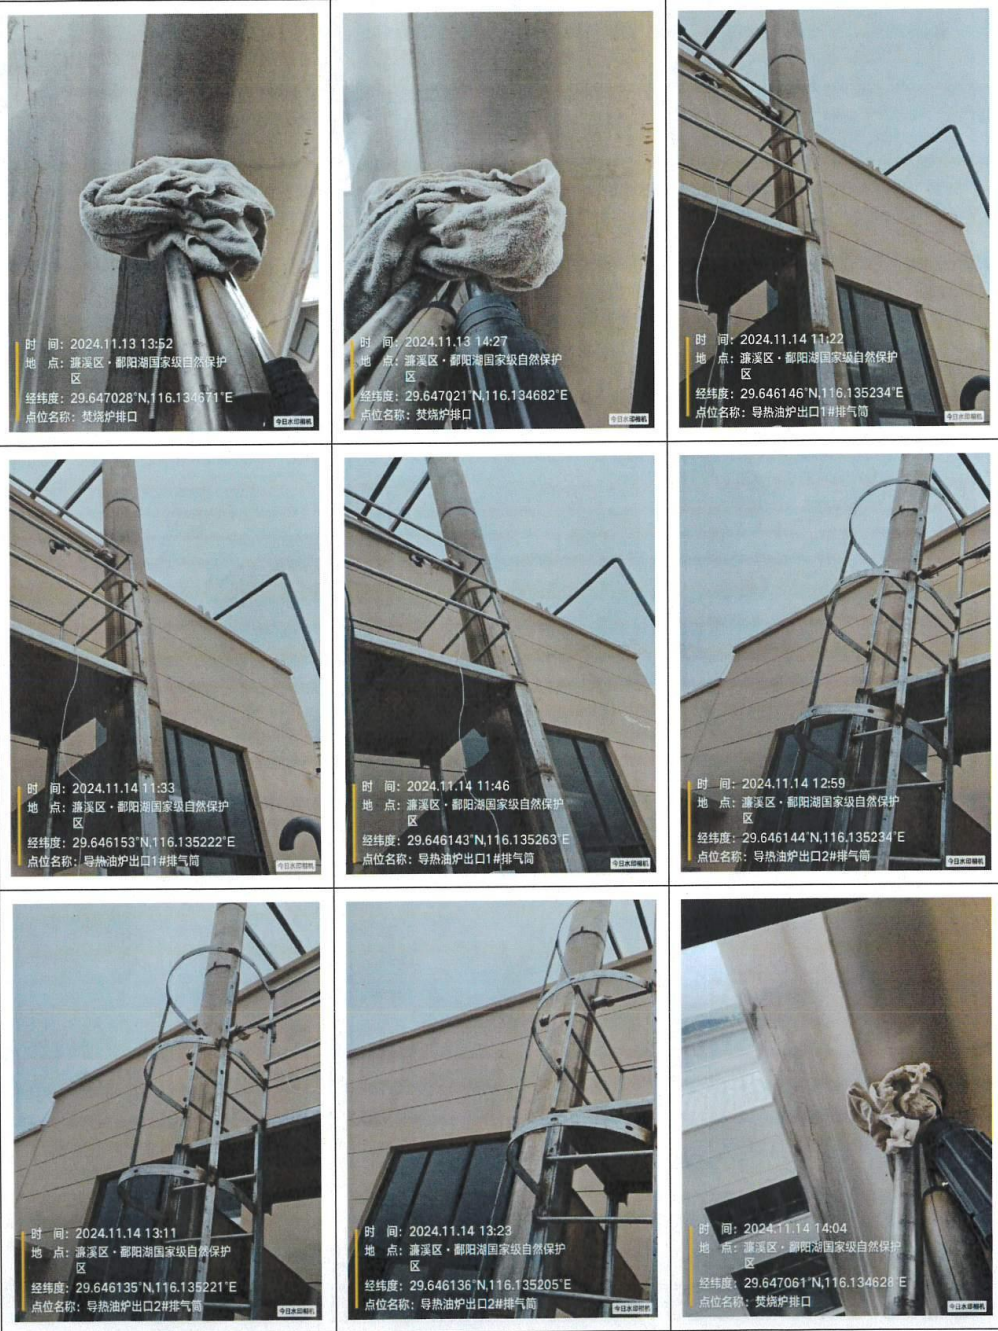 时 间：2024.11.13 13:52
地 点：濂溪区·鄱阳湖国家级自然保护
区
经纬度：29.647028°N,116.134671°E
点位名称：焚烧炉排口
今日水印相机
时 间：2024.11.13 14:27
地 点：濂溪区·鄱阳湖国家级自然保护
区
经纬度：29.647021°N,116.134682°E
点位名称：焚烧炉排口
今日水印相机
时 间：2024.11.14 11:22
地 点：濂溪区·鄱阳湖国家级自然保护
区
经纬度：29.646146°N,116.135234°E
点位名称：导热油炉出口1#排气筒
今日水印相机
时 间：2024.11.14 11:33
地 点：濂溪区·鄱阳湖国家级自然保护
区
经纬度：29.646153°N,116.135222°E
点位名称：导热油炉出口1#排气筒
今日水印相机
时 间：2024.11.14 11:46
地 点：濂溪区·鄱阳湖国家级自然保护
区
经纬度：29.646143°N,116.135263°E
点位名称：导热油炉出口1#排气筒
今日水印相机
时 间：2024.11.14 12:59
地 点：濂溪区·鄱阳湖国家级自然保护
区
经纬度：29.646144°N,116.135234°E
点位名称：导热油炉出口2#排气筒
今日水印相机
时 间：2024.11.14 13:11
地 点：濂溪区·鄱阳湖国家级自然保护
区
经纬度：29.646135°N,116.135221°E
点位名称：导热油炉出口2#排气筒
今日水印相机
时 间：2024.11.14 13:23
地 点：濂溪区·鄱阳湖国家级自然保护
区
经纬度：29.646136°N,116.135205°E
点位名称：导热油炉出口2#排气筒
今日水印相机
时 间：2024.11.14 14:04
地 点：濂溪区·鄱阳湖国家级自然保护
区
经纬度：29.647061°N,116.134628°E
点位名称：焚烧炉排口
今日水印相机